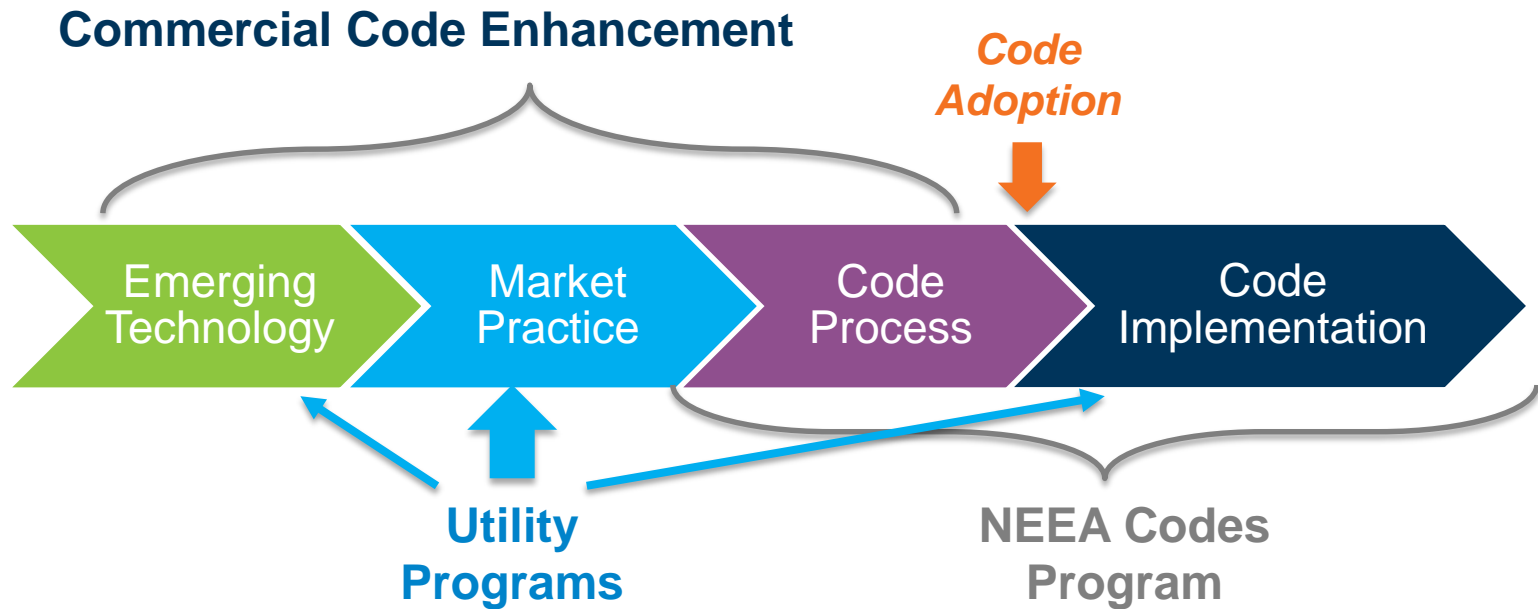 Commercial Code Enhancement
Code
Adoption
Emerging
Technology
Market
Practice
Code
Process
Code
Implementation
Utility
Programs
NEEA Codes
Program